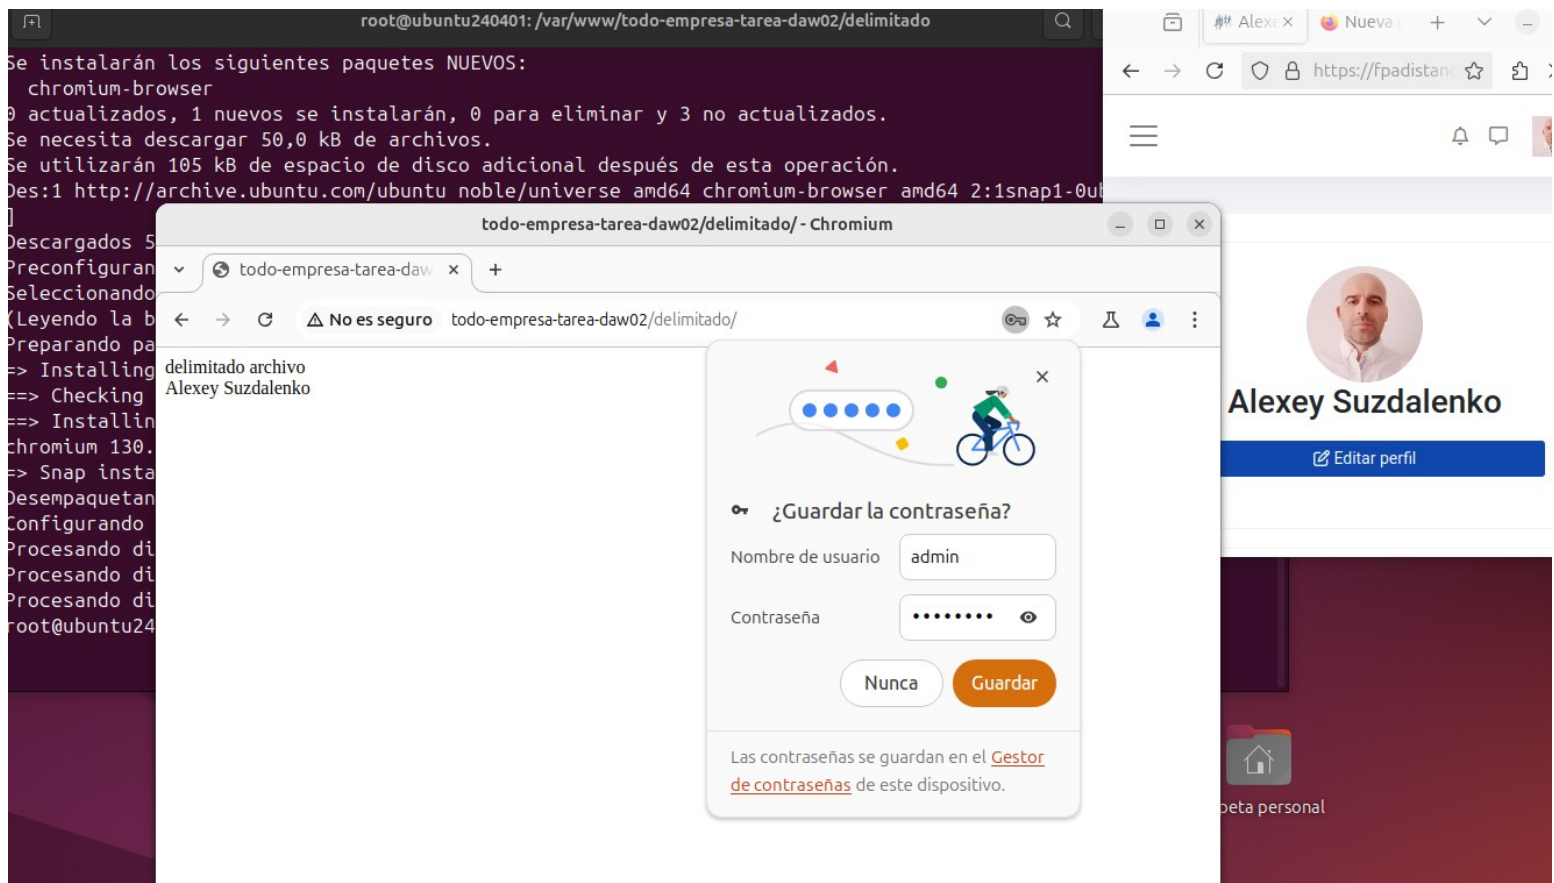 root@ubuntu240401: /var/www/todo-empresa-tarea-daw02/delimitado
Se instalarán los siguientes paquetes NUEVOS:
chromium-browser
0 actualizados, 1 nuevos se instalarán, 0 para eliminar y 3 no actualizados.
Se necesita descargar 50,0 kB de archivos.
Se utilizarán 105 kB de espacio de disco adicional después de esta operación.
Des:1 http://archive.ubuntu.com/ubuntu noble/universe amd64 chromium-browser amd64 2:1snap1-0ub
]
Descargados 5
Preconfiguran
Seleccionando
(Leyendo la b
Preparando pa
=> Installing
==> Checking
==> Installin
chromium 130.
=> Snap insta
Desempaquetan
Configurando
Procesando di
Procesando di
Procesando di
root@ubuntu24
todo-empresa-tarea-daw02/delimitado/ - Chromium
todo-empresa-tarea-daw
No es seguro todo-empresa-tarea-daw02/delimitado/
delimitado archivo
Alexey Suzdalenko
¿Guardar la contraseña?
Nombre de usuario admin
Contraseña ••••••••
Nunca Guardar
Las contraseñas se guardan en el Gestor
de contraseñas de este dispositivo.
Alexe Nueva
https://fpadistan
Alexey Suzdalenko
Editar perfil
peta personal